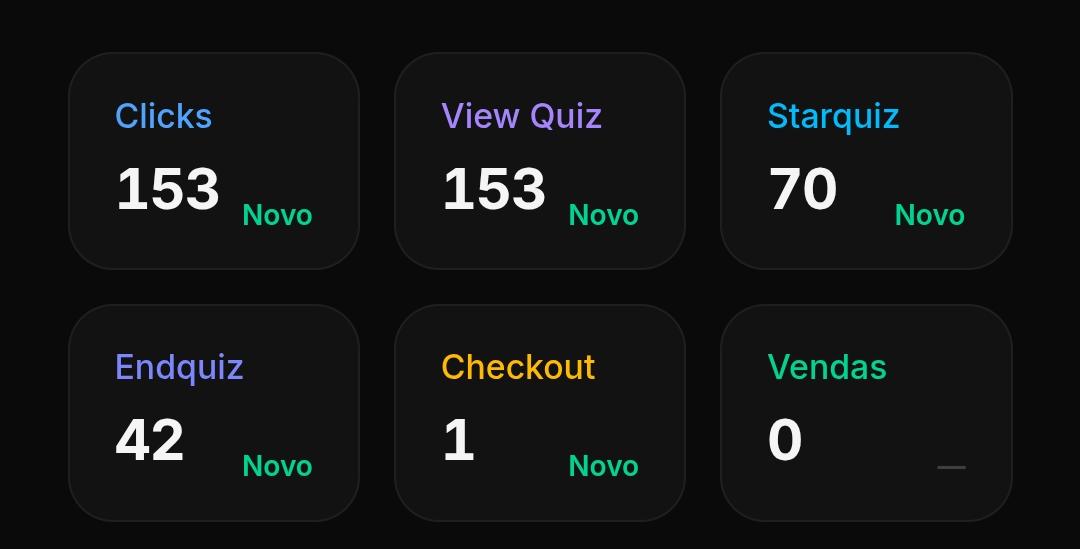 Clicks
153 Novo
View Quiz
153 Novo
Starquiz
70 Novo
Endquiz
42 Novo
Checkout
1 Novo
Vendas
0 —